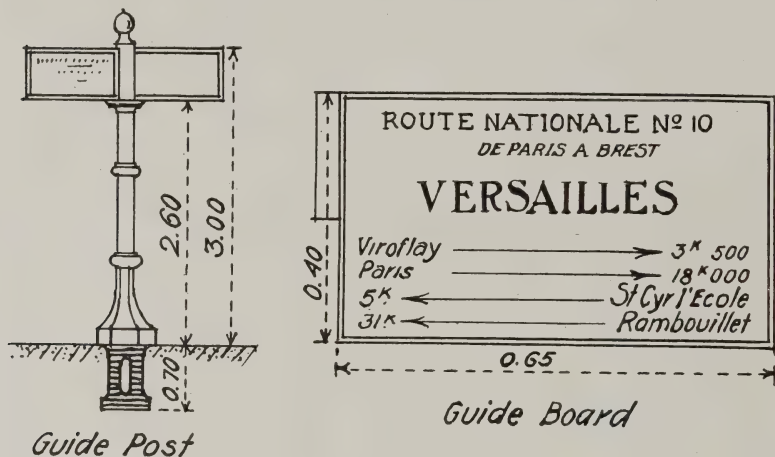 2.60
3.00
0.70
Guide Post
ROUTE NATIONALE Nº 10
DE PARIS A BREST
VERSAILLES
Viroflay 3K 500
Paris 18K000
5K St Cyr l'Ecole
31K Rambouillet
0.40
0.65
Guide Board